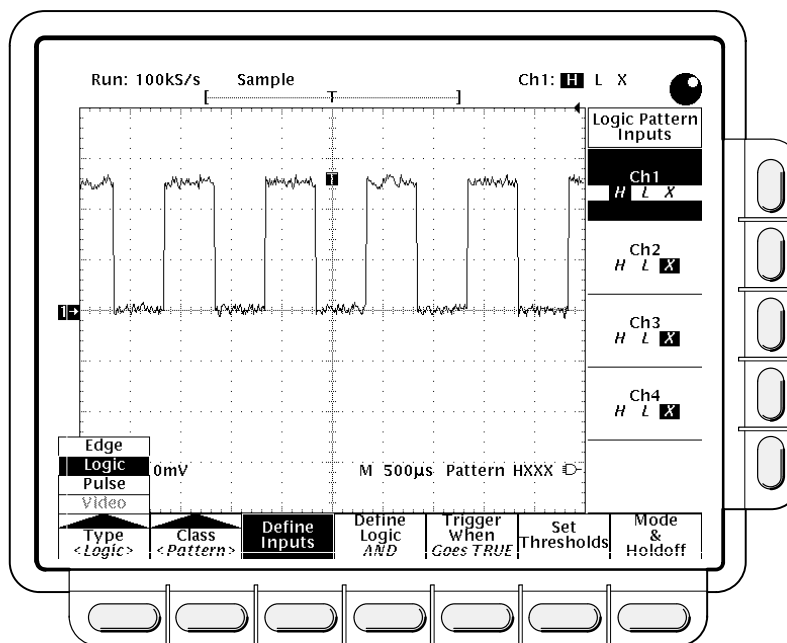 Run: 100kS/s Sample Ch1: H L X
T
Logic Pattern
Inputs
Ch1
H L X
Ch2
H L X
Ch3
H L X
Ch4
H L X
1
Edge
Logic
Pulse
Video
0mV M 500µs Pattern HXXX
Type
<Logic>
Class
<Pattern>
Define
Inputs
Define
Logic
AND
Trigger
When
Goes TRUE
Set
Thresholds
Mode
&
Holdoff